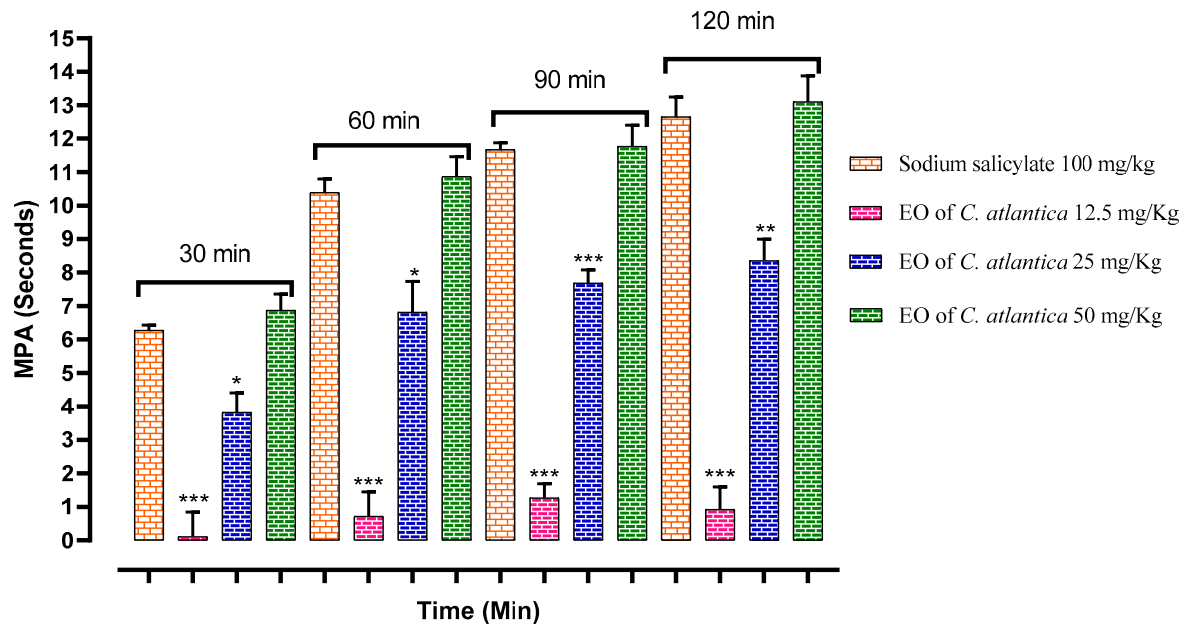 120 min
90 min
60 min
30 min
15
14
13
12
11
10
9
8
7
6
5
4
3
2
1
0
MPA (Seconds)
***
*
***
*
***
***
***
**
Time (Min)
Sodium salicylate 100 mg/kg
EO of C. atlantica 12.5 mg/Kg
EO of C. atlantica 25 mg/Kg
EO of C. atlantica 50 mg/Kg